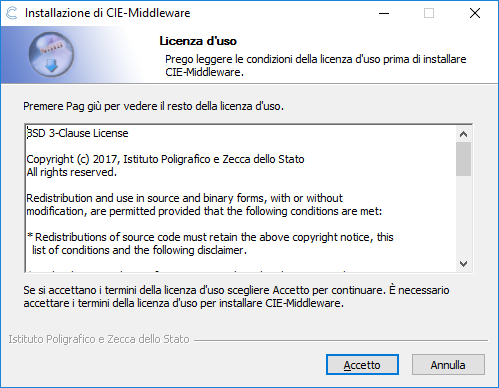 Installazione di CIE-Middleware
Licenza d'uso
Prego leggere le condizioni della licenza d'uso prima di installare
CIE-Middleware.
Premere Pag giù per vedere il resto della licenza d'uso.
BSD 3-Clause License
Copyright (c) 2017, Istituto Poligrafico e Zecca dello Stato
All rights reserved.
Redistribution and use in source and binary forms, with or without
modification, are permitted provided that the following conditions are met:
* Redistributions of source code must retain the above copyright notice, this
list of conditions and the following disclaimer.
Se si accettano i termini della licenza d'uso scegliere Accetto per continuare. È necessario
accettare i termini della licenza d'uso per installare CIE-Middleware.
Istituto Poligrafico e Zecca dello Stato
Accetto
Annulla